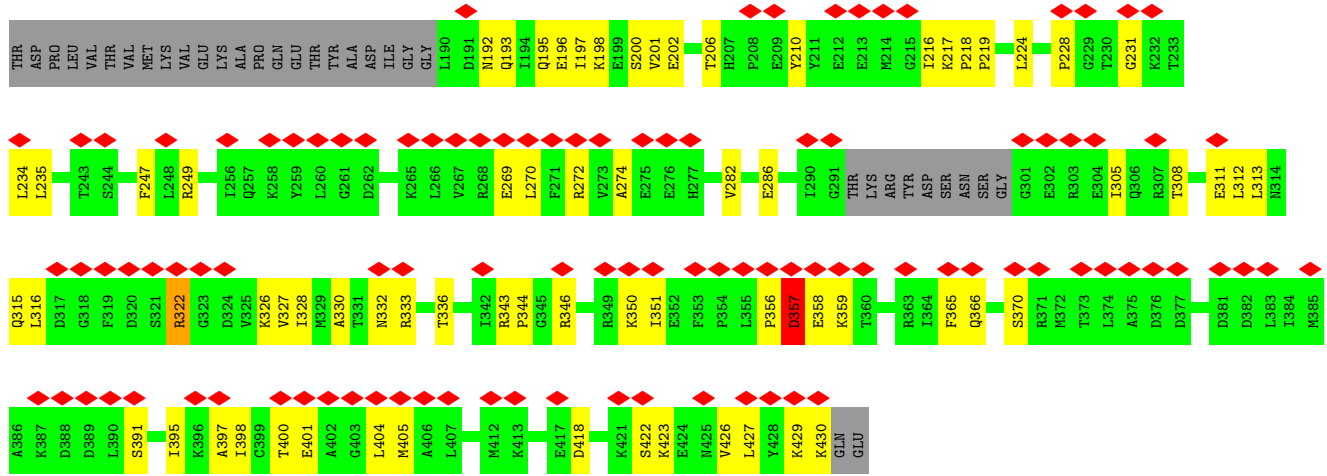 THR ASP PRO LEU VAL THR VAL MET LYS VAL GLU LYS ALA PRO GLN GLU THR TYR ALA ASP ILE GLY GLY L190 D191 N192 Q193 I194 Q195 E196 I197 K198 E199 S200 V201 E202 T206 H207 P208 E209 Y210 Y211 E212 E213 M214 G215 I216 K217 P218 P219 L224 P228 G229 T230 G231 K232 T233
L234 L235 T243 S244 F247 L248 R249 I256 Q257 K258 Y259 L260 G261 D262 K265 L266 V267 R268 E269 L270 F271 R272 V273 A274 E275 E276 H277 V282 E286 I290 G291 THR LYS ARG TYR ASP SER ASN SER GLY G301 E302 R303 E304 I305 Q306 R307 T308 E311 L312 L313 N314
Q315 L316 D317 G318 F319 D320 S321 R322 G323 D324 V325 K326 V327 I328 M329 A330 T331 N332 R333 T336 I342 R343 P344 G345 R346 R349 K350 I351 E352 F353 P354 L355 P356 D357 E358 K359 T360 R363 I364 F365 Q366 S370 R371 M372 T373 L374 A375 D376 D377 D381 D382 L383 I384 M385
A386 K387 D388 D389 L390 S391 I395 K396 A397 I398 C399 T400 E401 A402 G403 L404 M405 A406 L407 M412 K413 E417 D418 K421 S422 K423 E424 N425 V426 L427 Y428 K429 K430 GLN GLU